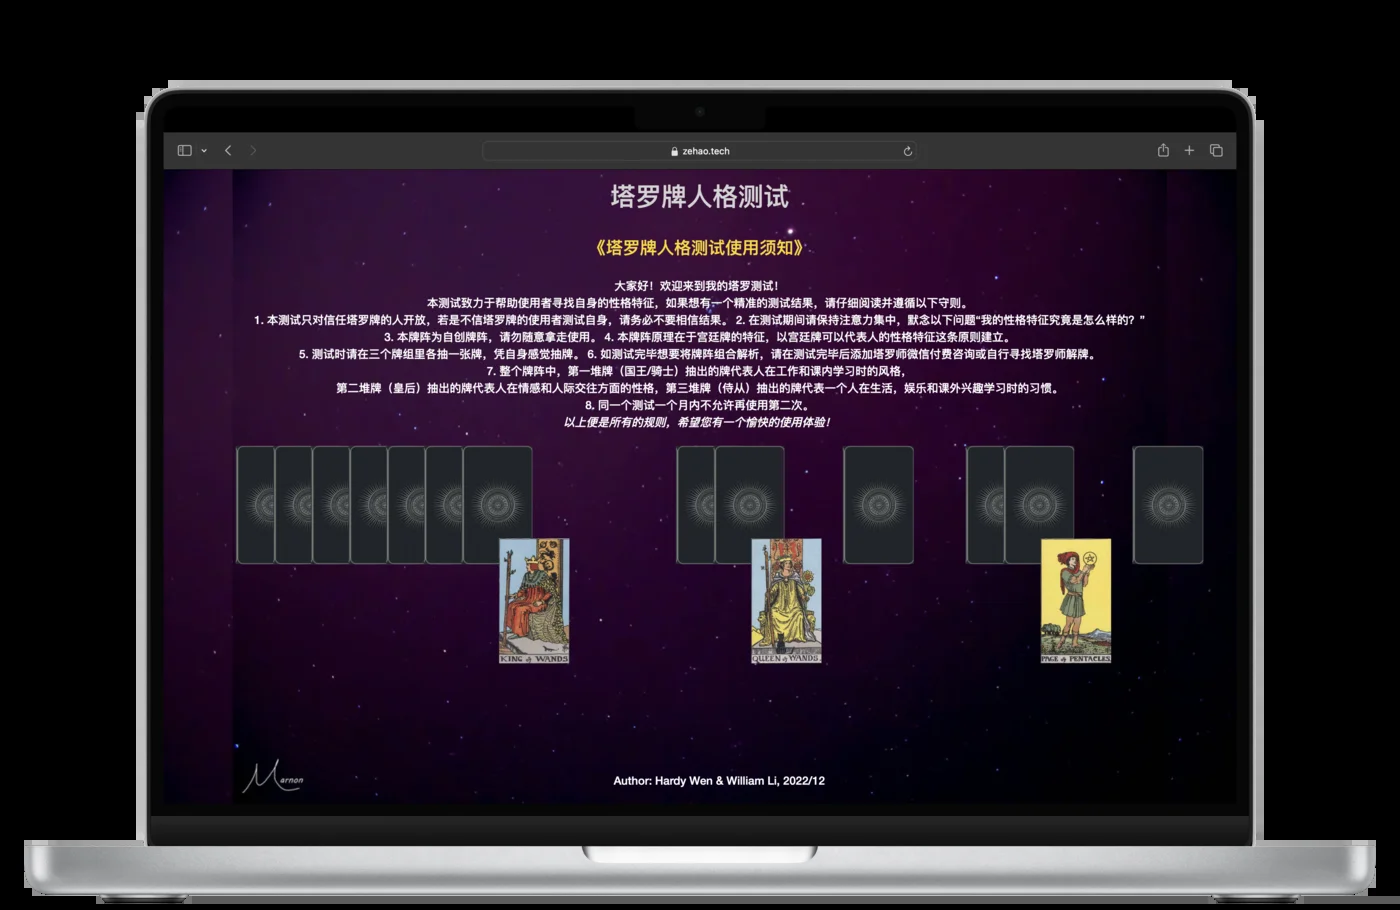 zehao.tech
塔罗牌人格测试
《塔罗牌人格测试使用须知》
大家好！欢迎来到我的塔罗测试！
本测试致力于帮助使用者寻找自身的性格特征，如果想有一个精准的测试结果，请仔细阅读并遵循以下守则。
1. 本测试只对信任塔罗牌的人开放，若是不信塔罗牌的使用者测试自身，请务必不要相信结果。 2. 在测试期间请保持注意力集中，默念以下问题“我的性格特征究竟是怎么样的？”
3. 本牌阵为自创牌阵，请勿随意拿走使用。 4. 本牌阵原理在于宫廷牌的特征，以宫廷牌可以代表人的性格特征这条原则建立。
5. 测试时请在三个牌组里各抽一张牌，凭自身感觉抽牌。 6. 如测试完毕想要将牌阵组合解析，请在测试完毕后添加塔罗师微信付费咨询或自行寻找塔罗师解牌。
7. 整个牌阵中，第一堆牌（国王/骑士）抽出的牌代表人在工作和课内学习时的风格，
第二堆牌（皇后）抽出的牌代表人在情感和人际交往方面的性格，第三堆牌（侍从）抽出的牌代表一个人在生活，娱乐和课外兴趣学习时的习惯。
8. 同一个测试一个月内不允许再使用第二次。
以上便是所有的规则，希望您有一个愉快的使用体验！
KING of WANDS
QUEEN of WANDS
PAGE of PENTACLES
Marnon
Author: Hardy Wen & William Li, 2022/12